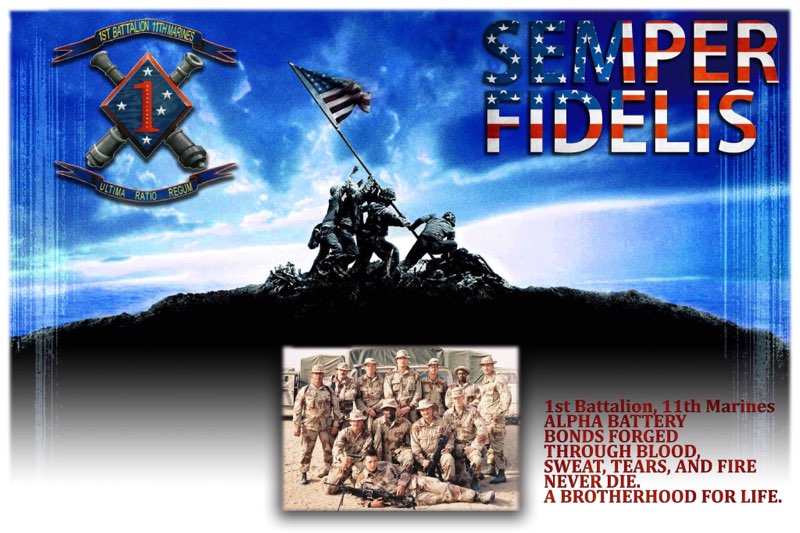 1ST BATTALION 11TH MARINES
1
ULTIMA RATIO REGUM
SEMPER
FIDELIS
1st Battalion, 11th Marines
ALPHA BATTERY
BONDS FORGED
THROUGH BLOOD,
SWEAT, TEARS, AND FIRE
NEVER DIE.
A BROTHERHOOD FOR LIFE.